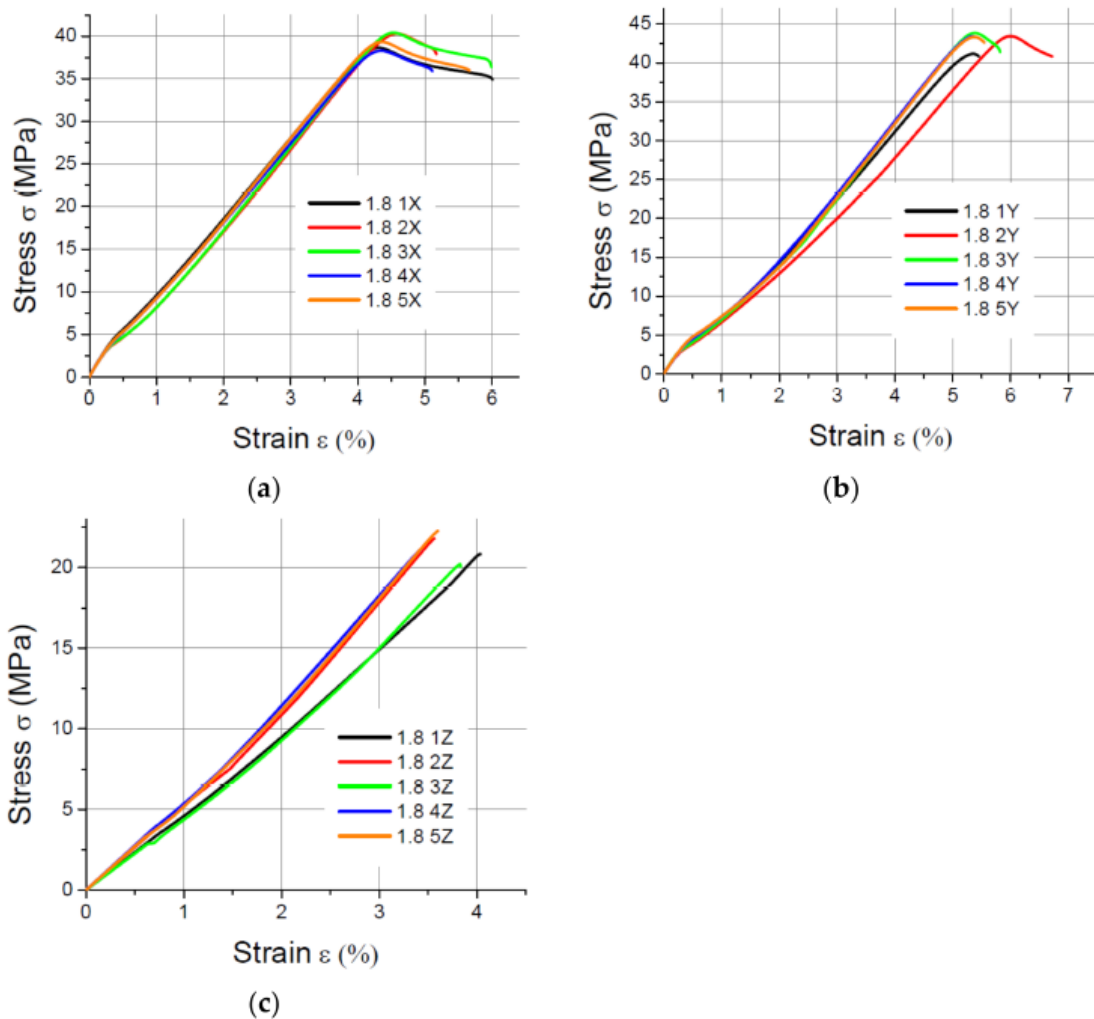 40
35
30
25
20
15
10
5
0
Stress σ (MPa)
1.8 1X
1.8 2X
1.8 3X
1.8 4X
1.8 5X
0 1 2 3 4 5 6
Strain ε (%)
(a)
45
40
35
30
25
20
15
10
5
0
Stress σ (MPa)
1.8 1Y
1.8 2Y
1.8 3Y
1.8 4Y
1.8 5Y
0 1 2 3 4 5 6 7
Strain ε (%)
(b)
20
15
10
5
0
Stress σ (MPa)
1.8 1Z
1.8 2Z
1.8 3Z
1.8 4Z
1.8 5Z
0 1 2 3 4
Strain ε (%)
(c)